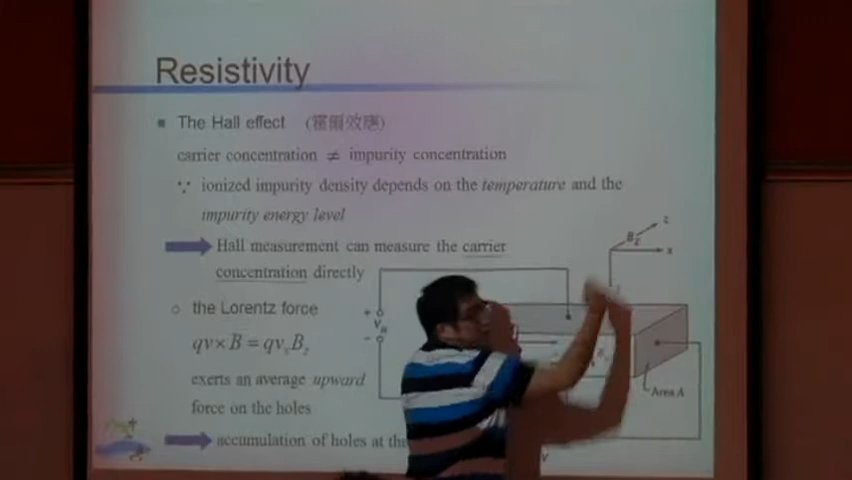 Resistivity
The Hall effect (霍爾效應)
carrier concentration ≠ impurity concentration
∵ ionized impurity density depends on the temperature and the
impurity energy level
Hall measurement can measure the carrier
concentration directly
the Lorentz force
qv×B = qvₓB_z
exerts an average upward
force on the holes
accumulation of holes at the
B_z
z
x
+
V_H
−
Area A
V